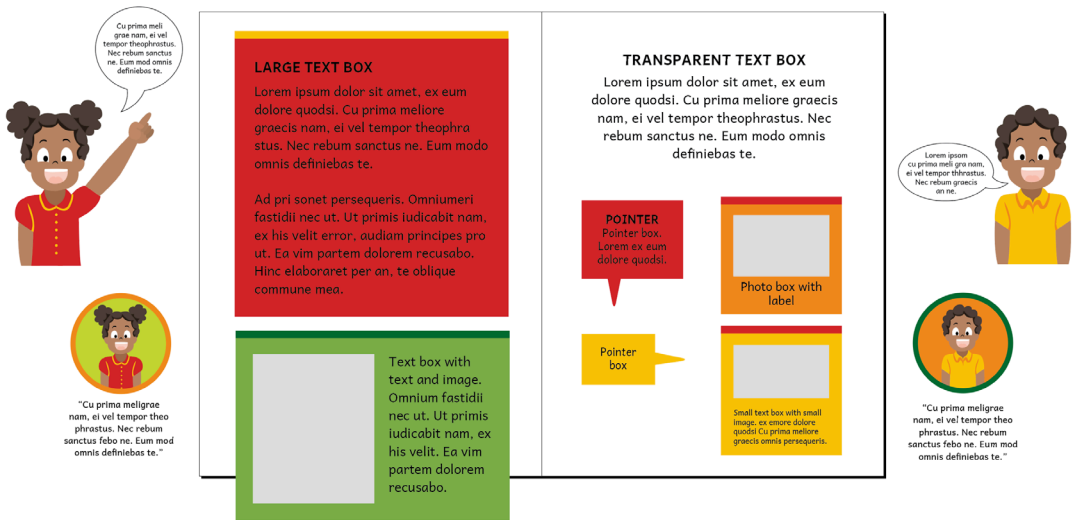 Cu prima meli
grae nam, ei vel
tempor theophrastus.
Nec rebum sanctus
ne. Eum mod omnis
definiebas te.
"Cu prima meligrae
nam, ei vel tempor theo
phrastus. Nec rebum
sanctus febo ne. Eum mod
omnis definiebas te."
LARGE TEXT BOX
Lorem ipsum dolor sit amet, ex eum
dolore quodsi. Cu prima meliore
graecis nam, ei vel tempor theophra
stus. Nec rebum sanctus ne. Eum modo
omnis definiebas te.
Ad pri sonet persequeris. Omniumeri
fastidii nec ut. Ut primis iudicabit nam,
ex his velit error, audiam principes pro
ut. Ea vim partem dolorem recusabo.
Hinc elaboraret per an, te oblique
commune mea.
Text box with
text and image.
Omnium fastidii
nec ut. Ut primis
iudicabit nam, ex
his velit. Ea vim
partem dolorem
recusabo.
TRANSPARENT TEXT BOX
Lorem ipsum dolor sit amet, ex eum
dolore quodsi. Cu prima meliore graecis
nam, ei vel tempor theophrastus. Nec
rebum sanctus ne. Eum modo omnis
definiebas te.
POINTER
Pointer box.
Lorem ex eum
dolore quodsi.
Photo box with
label
Pointer
box
Small text box with small
image. ex emore dolore
quodsi Cu prima meliore
graecis omnis persequeris.
Lorem ipsom
cu prima meli gra nam,
ei vel tempor thhrastus.
Nec rebum graecis
an ne.
"Cu prima meligrae
nam, ei vel tempor theo
phrastus. Nec rebum
sanctus febo ne. Eum mod
omnis definiebas te."